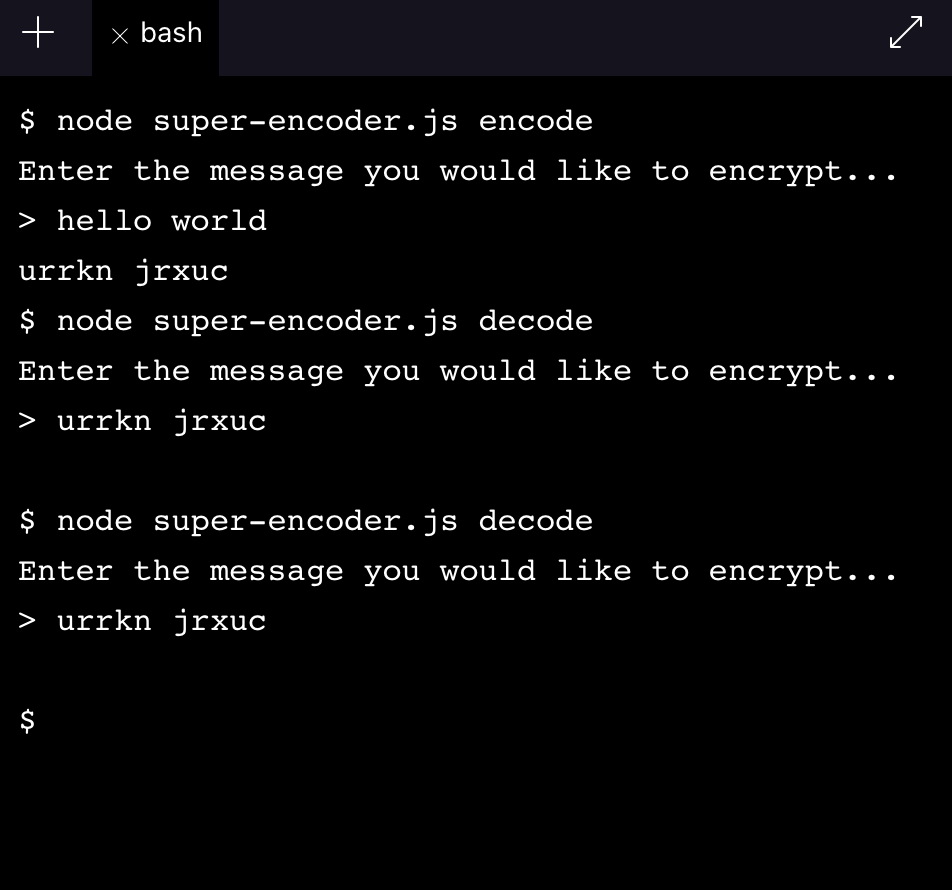 bash
$ node super-encoder.js encode
Enter the message you would like to encrypt...
> hello world
urrkn jrxuc
$ node super-encoder.js decode
Enter the message you would like to encrypt...
> urrkn jrxuc
$ node super-encoder.js decode
Enter the message you would like to encrypt...
> urrkn jrxuc
$